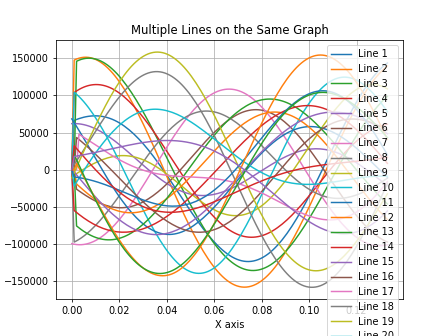 Multiple Lines on the Same Graph
150000
100000
50000
0
−50000
−100000
−150000
0.00
0.02
0.04
0.06
0.08
0.10
X axis
Line 1
Line 2
Line 3
Line 4
Line 5
Line 6
Line 7
Line 8
Line 9
Line 10
Line 11
Line 12
Line 13
Line 14
Line 15
Line 16
Line 17
Line 18
Line 19
Line 20